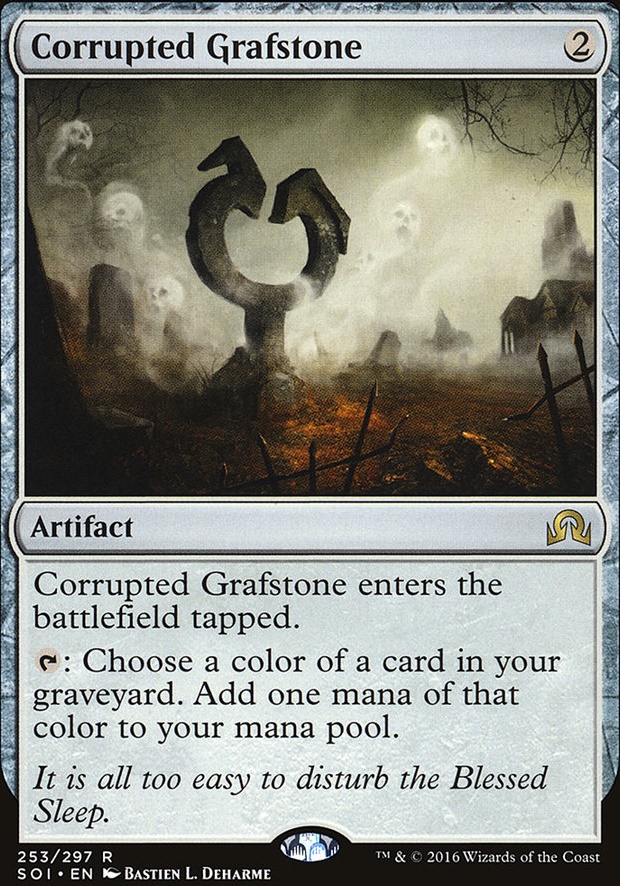 Corrupted Grafstone 2
Artifact
Corrupted Grafstone enters the
battlefield tapped.
: Choose a color of a card in your
graveyard. Add one mana of that
color to your mana pool.
It is all too easy to disturb the Blessed
Sleep.
253/297 R
SOI • EN Bastien L. Deharme
™ & © 2016 Wizards of the Coast